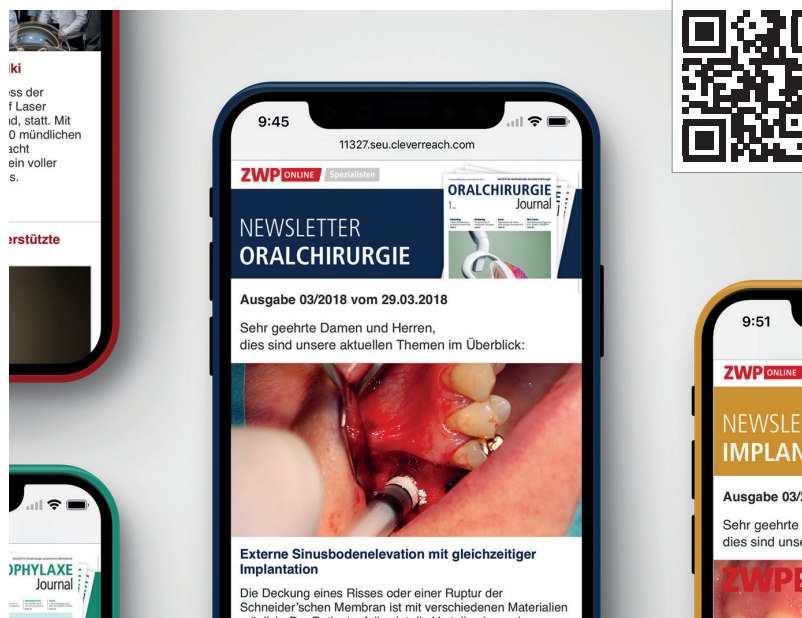 iki
ss der
f Laser
d, statt. Mit
0 mündlichen
acht
ein voller
s.
erstützte
PHYLAXE
Journal
9:45
11327.seu.cleverreach.com
ZWP ONLINE Spezialisten
NEWSLETTER
ORALCHIRURGIE
ORALCHIRURGIE
Journal
Ausgabe 03/2018 vom 29.03.2018
Sehr geehrte Damen und Herren,
dies sind unsere aktuellen Themen im Überblick:
Externe Sinusbodenelevation mit gleichzeitiger
Implantation
Die Deckung eines Risses oder einer Ruptur der
Schneider’schen Membran ist mit verschiedenen Materialien
9:51
ZWP ONLINE
NEWSLE
IMPLAN
Ausgabe 03/2
Sehr geehrte
dies sind unse
ZWP